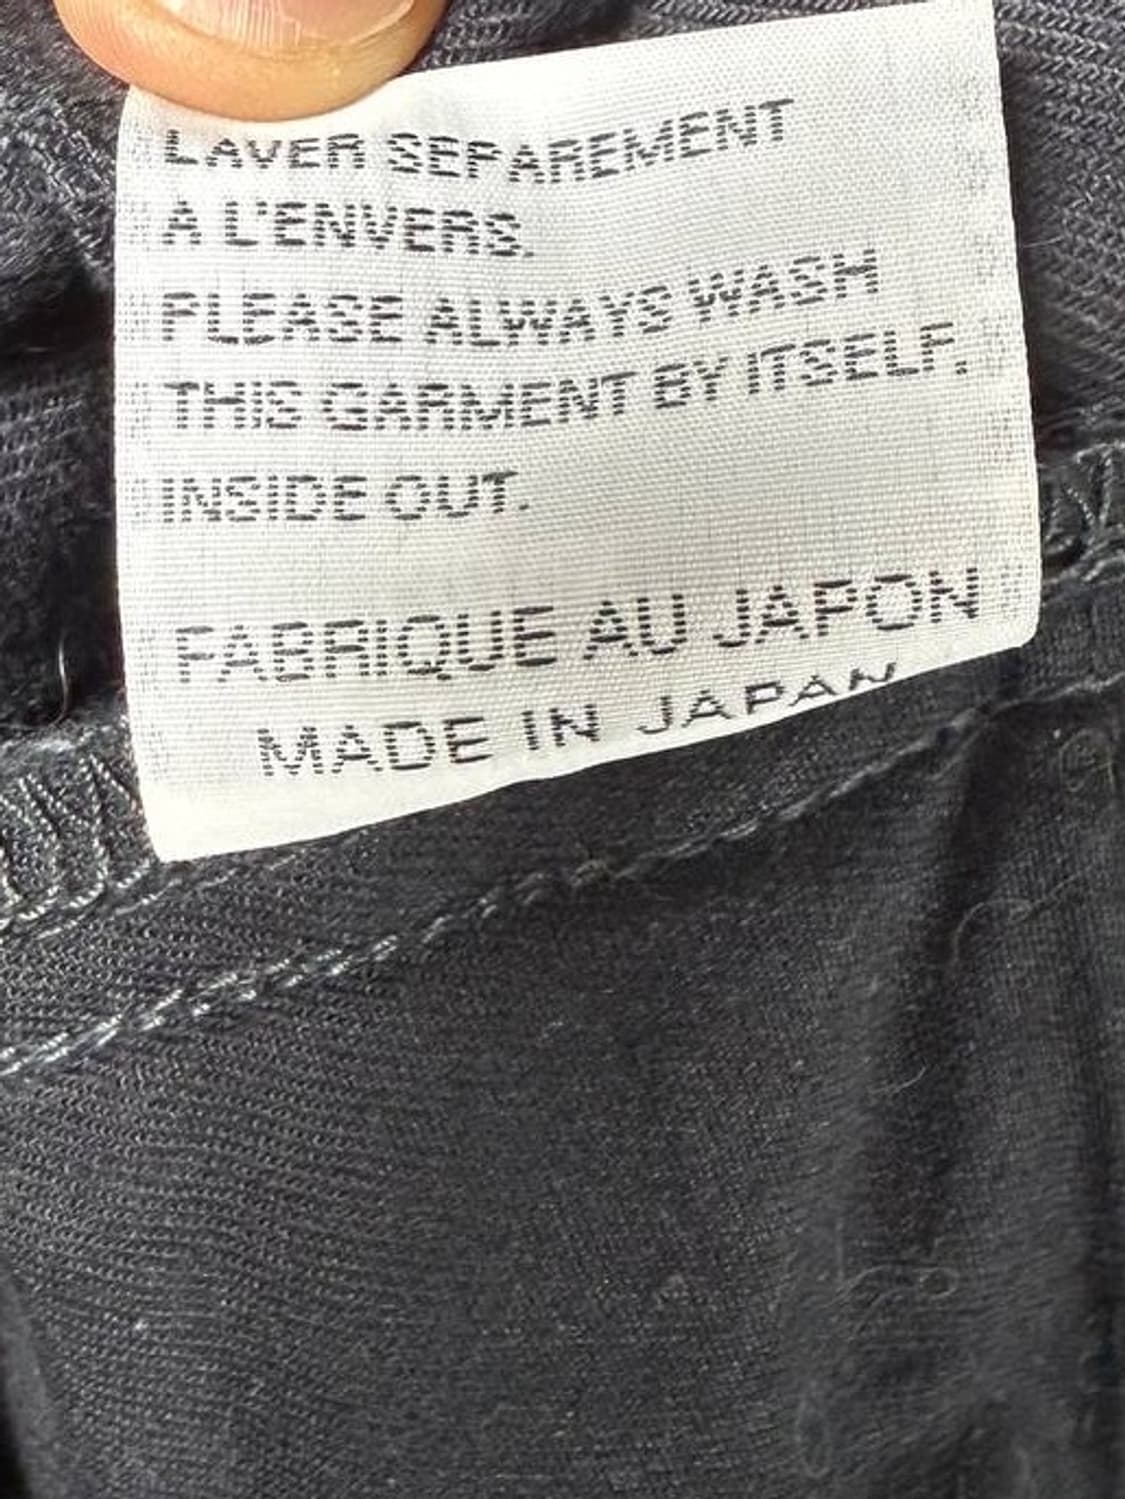 LAVER SEPAREMENT
A L'ENVERS.
PLEASE ALWAYS WASH
THIS GARMENT BY ITSELF,
INSIDE OUT.
FABRIQUE AU JAPON
MADE IN JAPAN